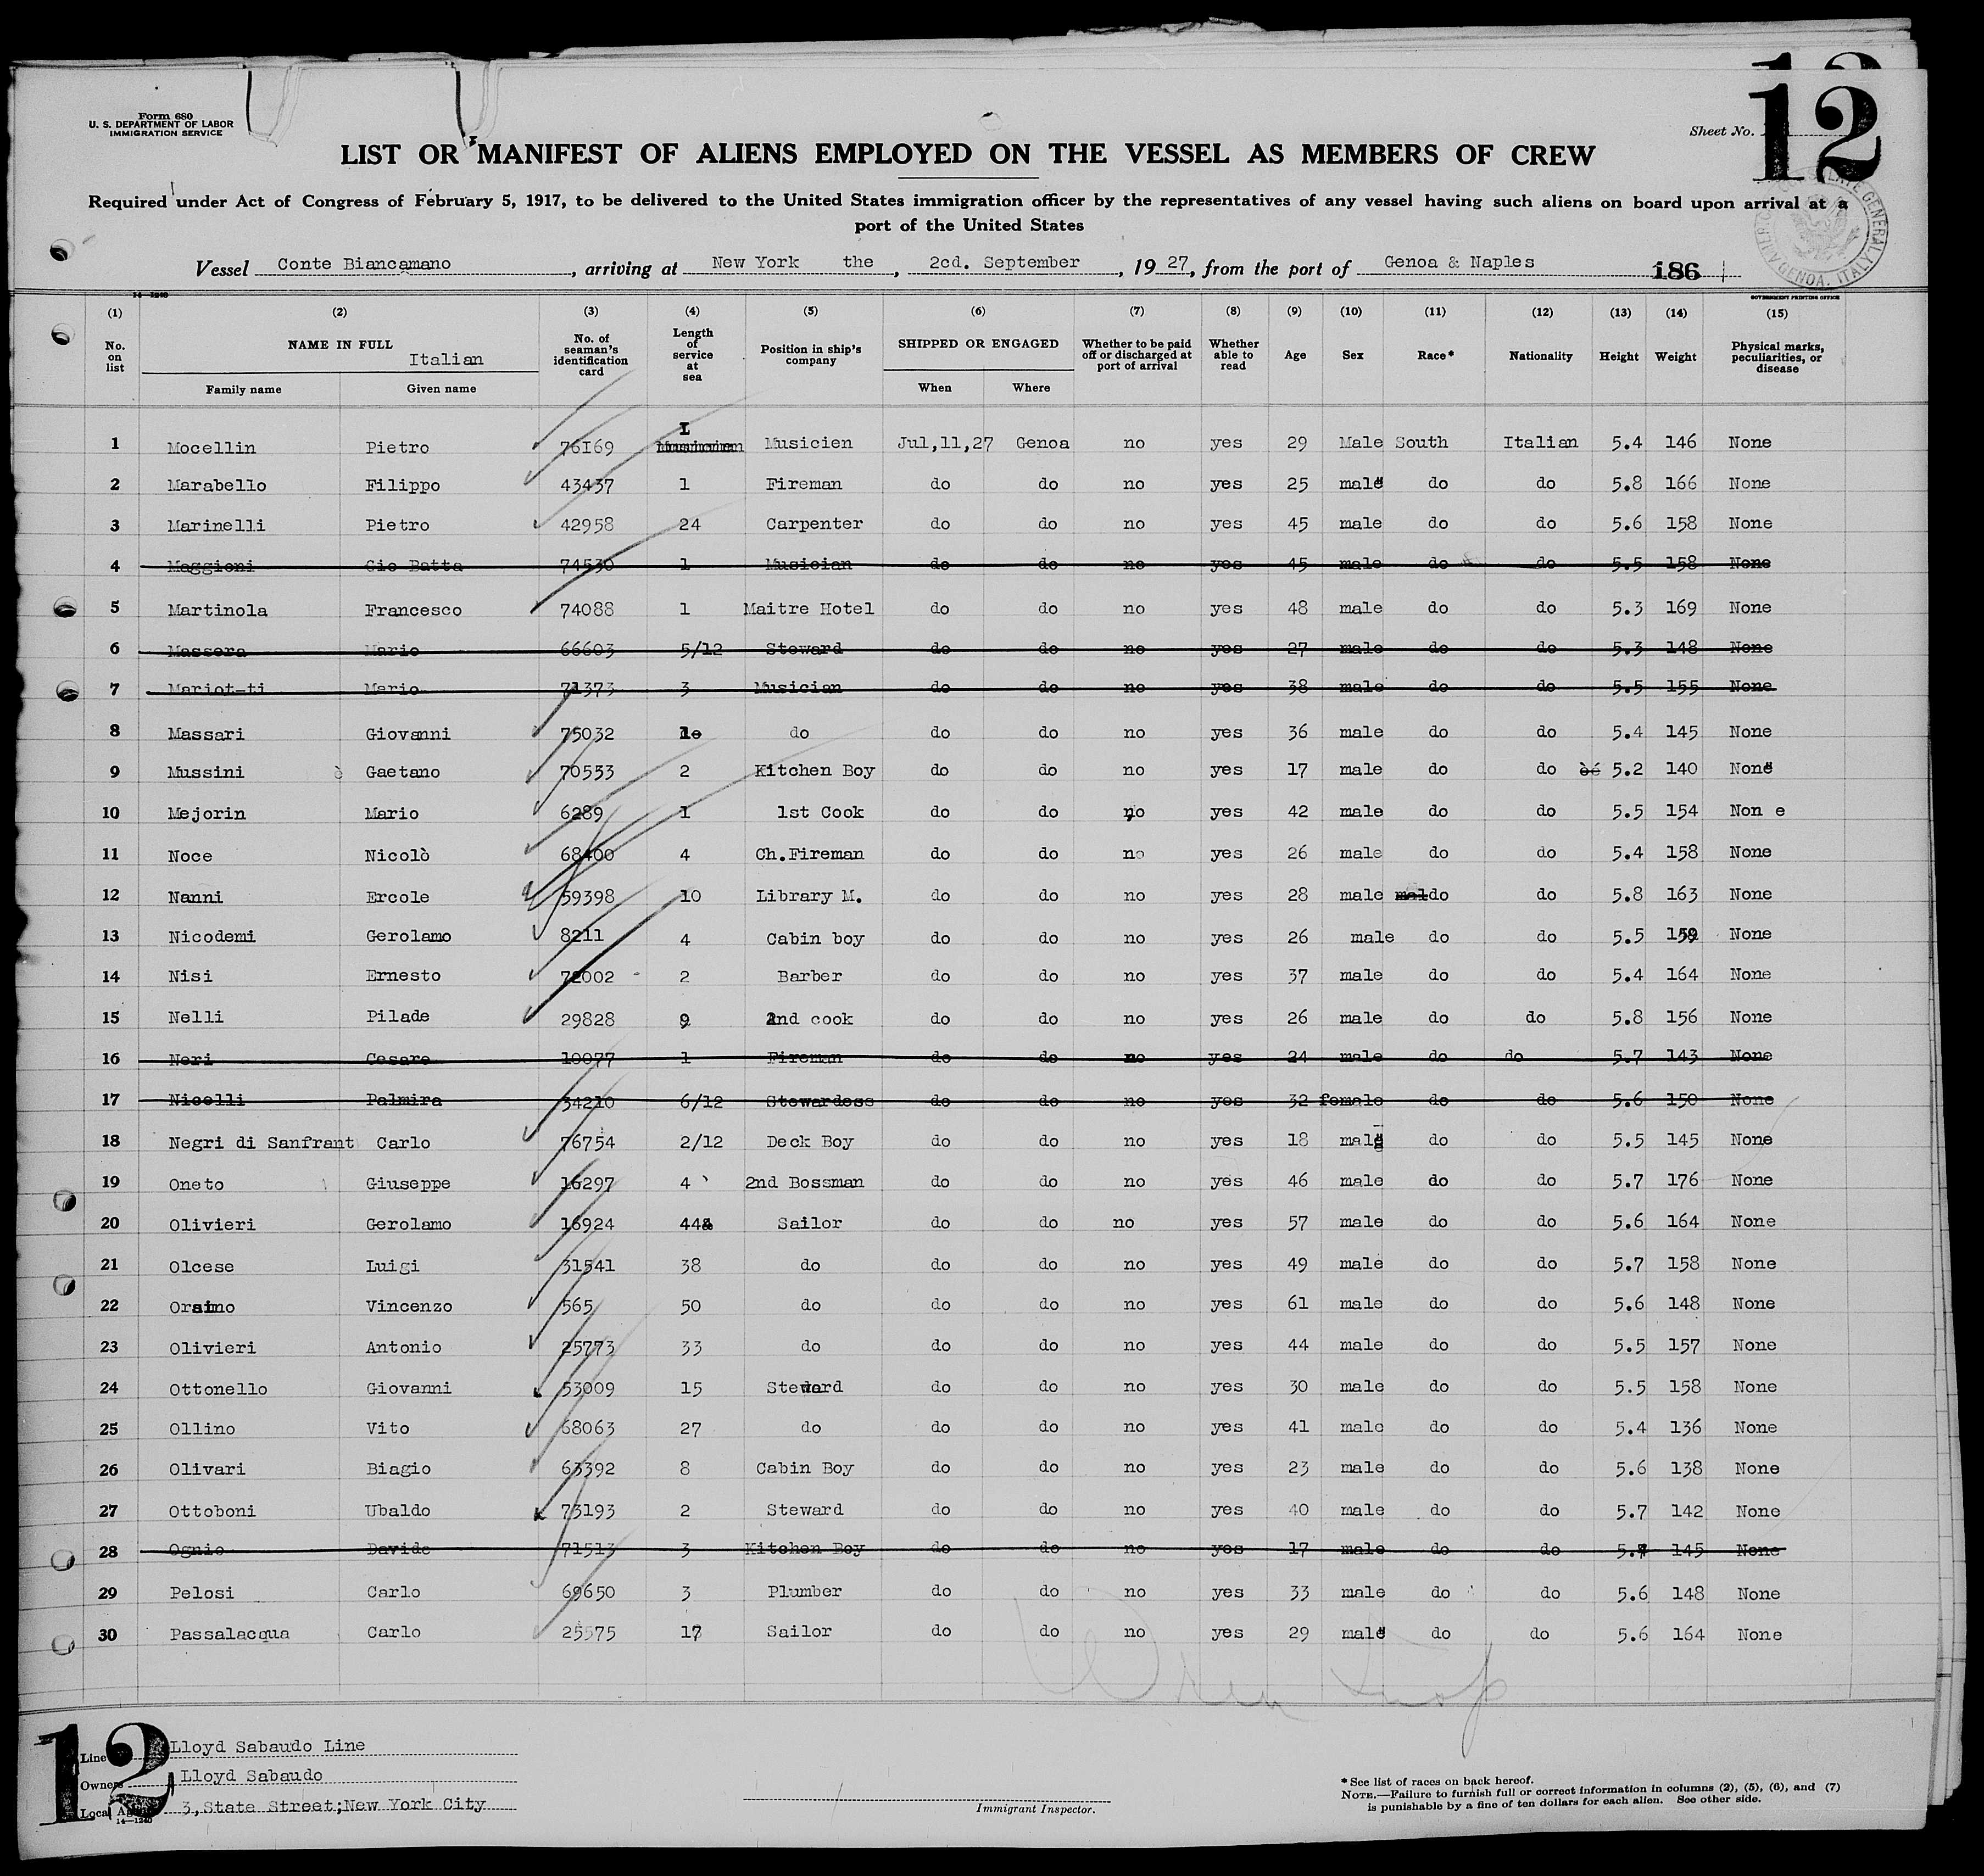 Form 680
U. S. DEPARTMENT OF LABOR
IMMIGRATION SERVICE
Sheet No. 12
LIST OR MANIFEST OF ALIENS EMPLOYED ON THE VESSEL AS MEMBERS OF CREW
Required under Act of Congress of February 5, 1917, to be delivered to the United States immigration officer by the representatives of any vessel having such aliens on board upon arrival at a
port of the United States
Vessel Conte Biancamano, arriving at New York the, 2cd. September, 1927, from the port of Genoa & Naples 186
14—1240 GOVERNMENT PRINTING OFFICE
(1) (2) (3) (4) (5) (6) (7) (8) (9) (10) (11) (12) (13) (14) (15)
No. on list NAME IN FULL Italian Family name Given name No. of seaman's identification card Length of service at sea Position in ship's company SHIPPED OR ENGAGED When Where Whether to be paid off or discharged at port of arrival Whether able to read Age Sex Race* Nationality Height Weight Physical marks, peculiarities, or disease
1 Mocellin Pietro 76I69 I Musicien Jul,11,27 Genoa no yes 29 Male South Italian 5.4 146 None
2 Marabello Filippo 43437 1 Fireman do do no yes 25 male do do 5.8 166 None
3 Marinelli Pietro 42958 24 Carpenter do do no yes 45 male do do 5.6 158 None
4 Maggioni Gio Batta 74530 1 Musician do do no yes 45 male do do 5.5 158 None
5 Martinola Francesco 74088 1 Maitre Hotel do do no yes 48 male do do 5.3 169 None
6 Massera Mario 66603 5/12 Steward do do no yes 27 male do do 5.3 148 None
7 Mariot-ti Mario 71373 3 Musician do do no yes 38 male do do 5.5 155 None
8 Massari Giovanni 75032 do do do no yes 36 male do do 5.4 145 None
9 Mussini Gaetano 70553 2 Kitchen Boy do do no yes 17 male do do 5.2 140 None
10 Mejorin Mario 6289 I 1st Cook do do no yes 42 male do do 5.5 154 Non e
11 Noce Nicolò 68400 4 Ch.Fireman do do no yes 26 male do do 5.4 158 None
12 Nanni Ercole 59398 10 Library M. do do no yes 28 male mal do do 5.8 163 None
13 Nicodemi Gerolamo 8211 4 Cabin boy do do no yes 26 male do do 5.5 159 None
14 Nisi Ernesto 72002 2 Barber do do no yes 37 male do do 5.4 164 None
15 Nelli Pilade 29828 9 2nd cook do do no yes 26 male do do 5.8 156 None
16 Neri Cesare 10077 1 Fireman do do no yes 24 male do do 5.7 143 None
17 Nicelli Palmira 34210 6/12 Stewardess do do no yes 32 female do do 5.6 150 None
18 Negri di Sanfrant Carlo 76754 2/12 Deck Boy do do no yes 18 male do do 5.5 145 None
19 Oneto Giuseppe 16297 4 2nd Bossman do do no yes 46 male do do 5.7 176 None
20 Olivieri Gerolamo 16924 44 Sailor do do no yes 57 male do do 5.6 164 None
21 Olcese Luigi 31541 38 do do do no yes 49 male do do 5.7 158 None
22 Orsino Vincenzo 565 50 do do do no yes 61 male do do 5.6 148 None
23 Olivieri Antonio 25773 33 do do do no yes 44 male do do 5.5 157 None
24 Ottonello Giovanni 53009 15 Steward do do no yes 30 male do do 5.5 158 None
25 Ollino Vito 68063 27 do do do no yes 41 male do do 5.4 136 None
26 Olivari Biagio 63392 8 Cabin Boy do do no yes 23 male do do 5.6 138 None
27 Ottoboni Ubaldo 73193 2 Steward do do no yes 40 male do do 5.7 142 None
28 Ognio Davide 71513 3 Kitchen Boy do do no yes 17 male do do 5. 145 None
29 Pelosi Carlo 69650 3 Plumber do do no yes 33 male do do 5.6 148 None
30 Passalacqua Carlo 25575 17 Sailor do do no yes 29 male do do 5.6 164 None
12
Line Lloyd Sabaudo Line
Owners Lloyd Sabaudo
Local Agents 3,State Street;New York City
14—1240
Immigrant Inspector.
* See list of races on back hereof.
NOTE.—Failure to furnish full or correct information in columns (2), (5), (6), and (7)
is punishable by a fine of ten dollars for each alien. See other side.
GENERAL GENOA, ITALY